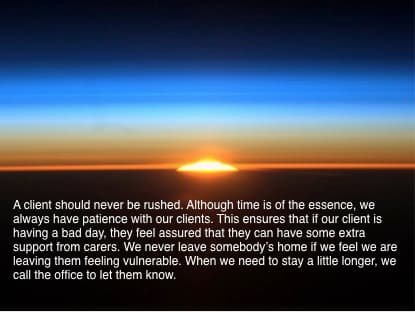 A client should never be rushed. Although time is of the essence, we
always have patience with our clients. This ensures that if our client is
having a bad day, they feel assured that they can have some extra
support from carers. We never leave somebody's home if we feel we are
leaving them feeling vulnerable. When we need to stay a little longer, we
call the office to let them know.